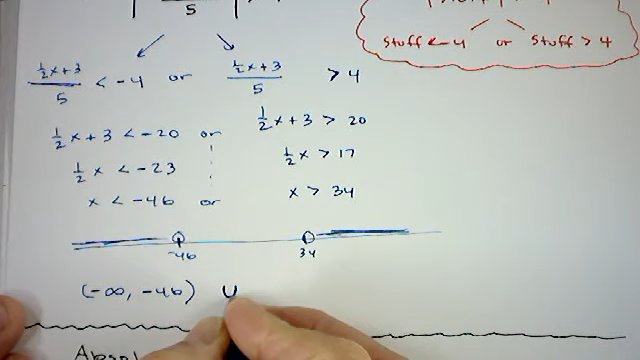 5
stuff < -4 or stuff > 4
(½x+3)/5 < -4 or (½x+3)/5 > 4
½x + 3 < -20 or ½x + 3 > 20
½x < -23 ½x > 17
x < -46 or x > 34
-46 34
(-∞, -46) ∪